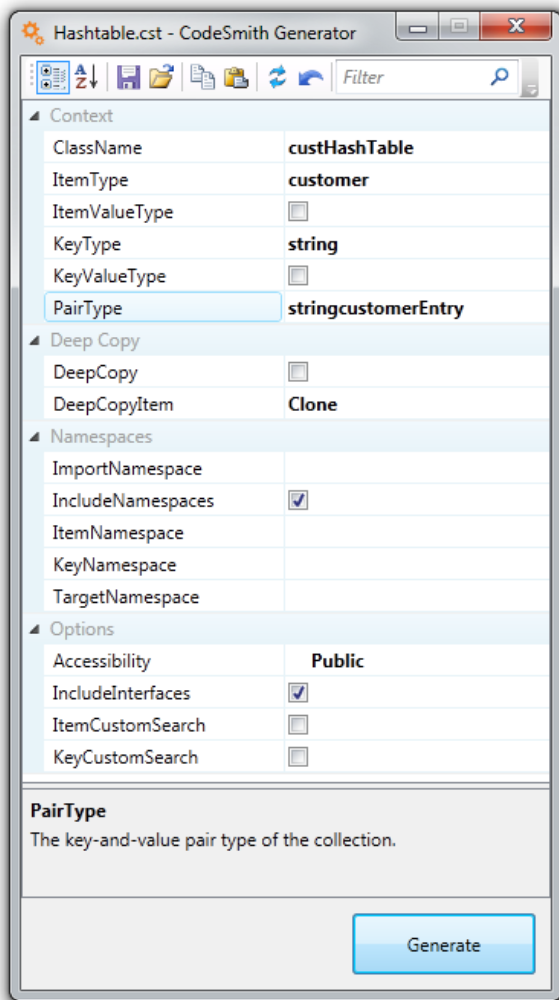 Hashtable.cst - CodeSmith Generator
Filter
Context
ClassName custHashTable
ItemType customer
ItemValueType
KeyType string
KeyValueType
PairType stringcustomerEntry
Deep Copy
DeepCopy
DeepCopyItem Clone
Namespaces
ImportNamespace
IncludeNamespaces
ItemNamespace
KeyNamespace
TargetNamespace
Options
Accessibility Public
IncludeInterfaces
ItemCustomSearch
KeyCustomSearch
PairType
The key-and-value pair type of the collection.
Generate